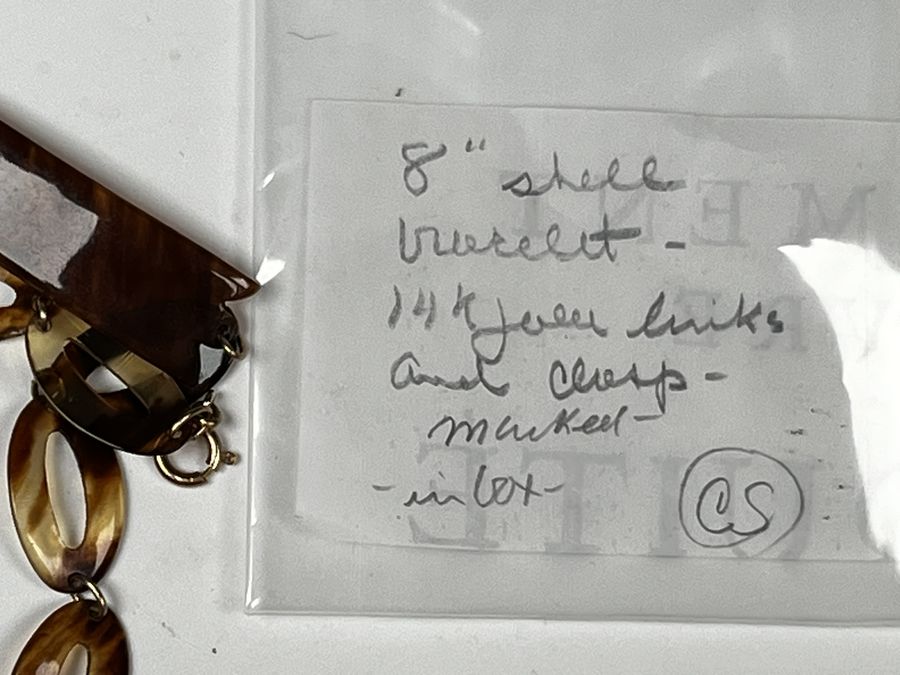 8" shell
bracelet -
14K gold links
and clasp -
marked -
- in box -
CS